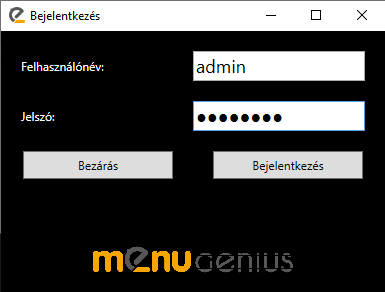 Bejelentkezés
Felhasználónév: admin
Jelszó: ●●●●●●●●
Bezárás Bejelentkezés
menugenius